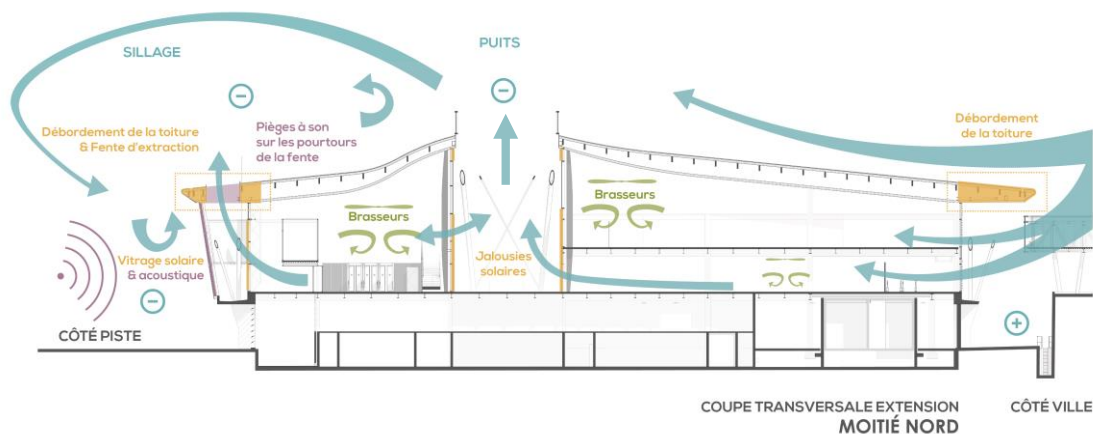 SILLAGE
PUITS
Débordement de la toiture
& Fente d'extraction
Pièges à son
sur les pourtours
de la fente
Débordement
de la toiture
Brasseurs
Brasseurs
Vitrage solaire
& acoustique
Jalousies
solaires
CÔTÉ PISTE
COUPE TRANSVERSALE EXTENSION
MOITIÉ NORD
CÔTÉ VILLE